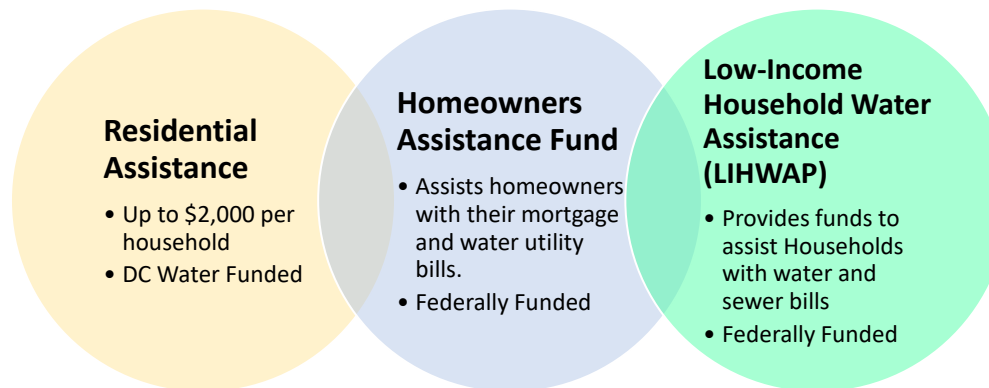 Residential
Assistance
• Up to $2,000 per
household
• DC Water Funded
Homeowners
Assistance Fund
• Assists homeowners
with their mortgage
and water utility
bills.
• Federally Funded
Low-Income
Household Water
Assistance
(LIHWAP)
• Provides funds to
assist Households
with water and
sewer bills
• Federally Funded